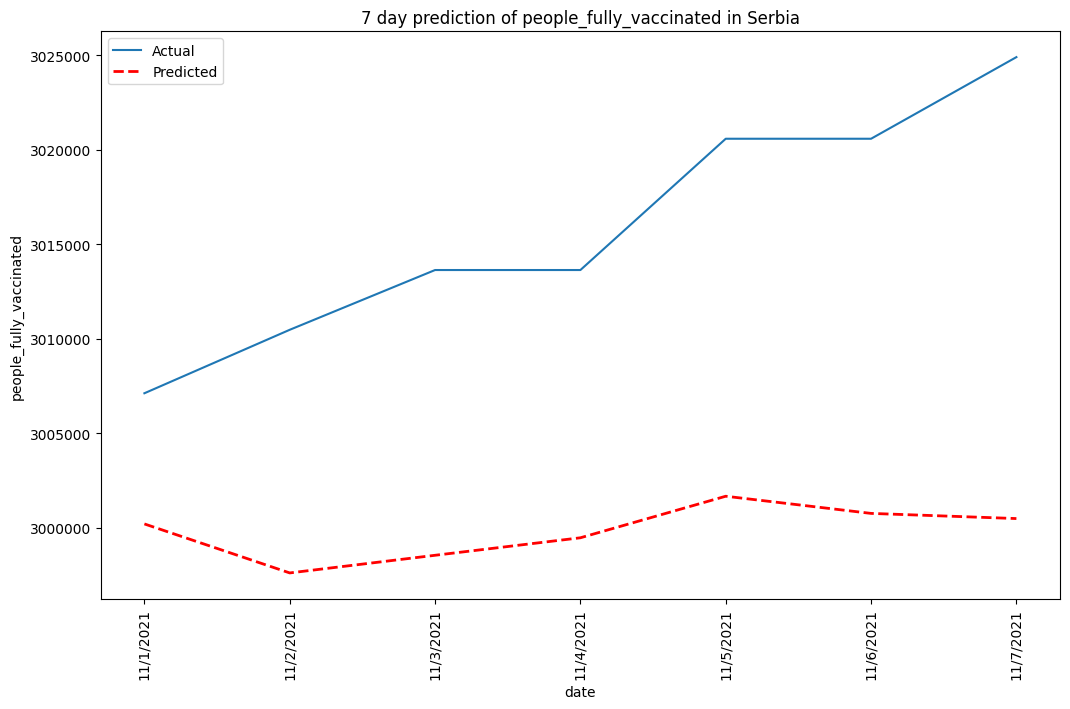 7 day prediction of people_fully_vaccinated in Serbia
Actual
Predicted
people_fully_vaccinated
3025000
3020000
3015000
3010000
3005000
3000000
11/1/2021
11/2/2021
11/3/2021
11/4/2021
11/5/2021
11/6/2021
11/7/2021
date